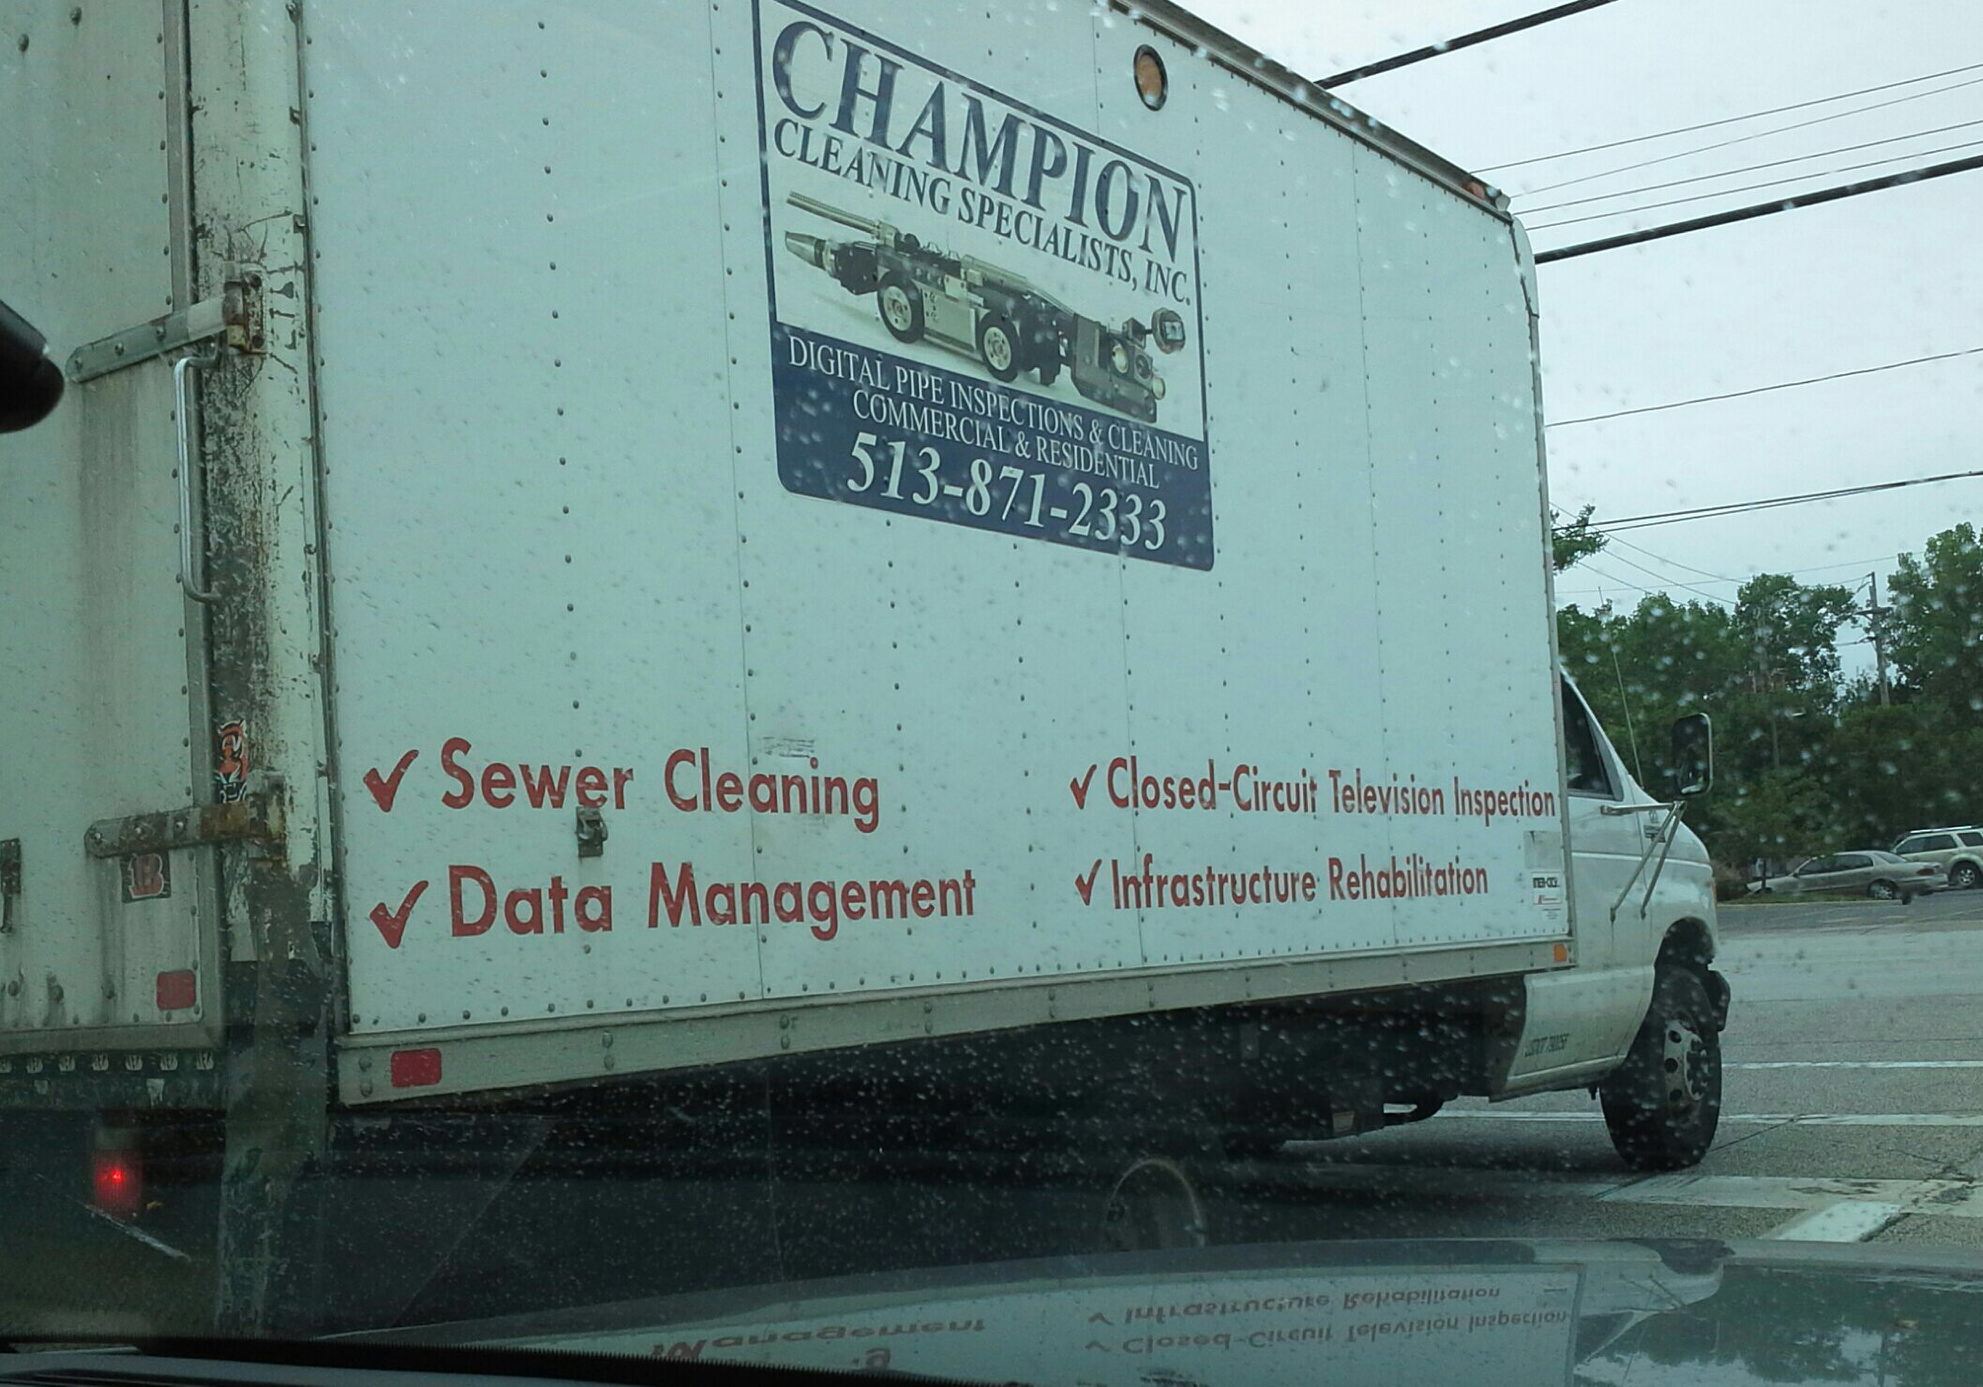 CHAMPION
CLEANING SPECIALISTS, INC.
DIGITAL PIPE INSPECTIONS & CLEANING
COMMERCIAL & RESIDENTIAL
513-871-2333
✓ Sewer Cleaning
✓ Closed-Circuit Television Inspection
✓ Data Management
✓ Infrastructure Rehabilitation